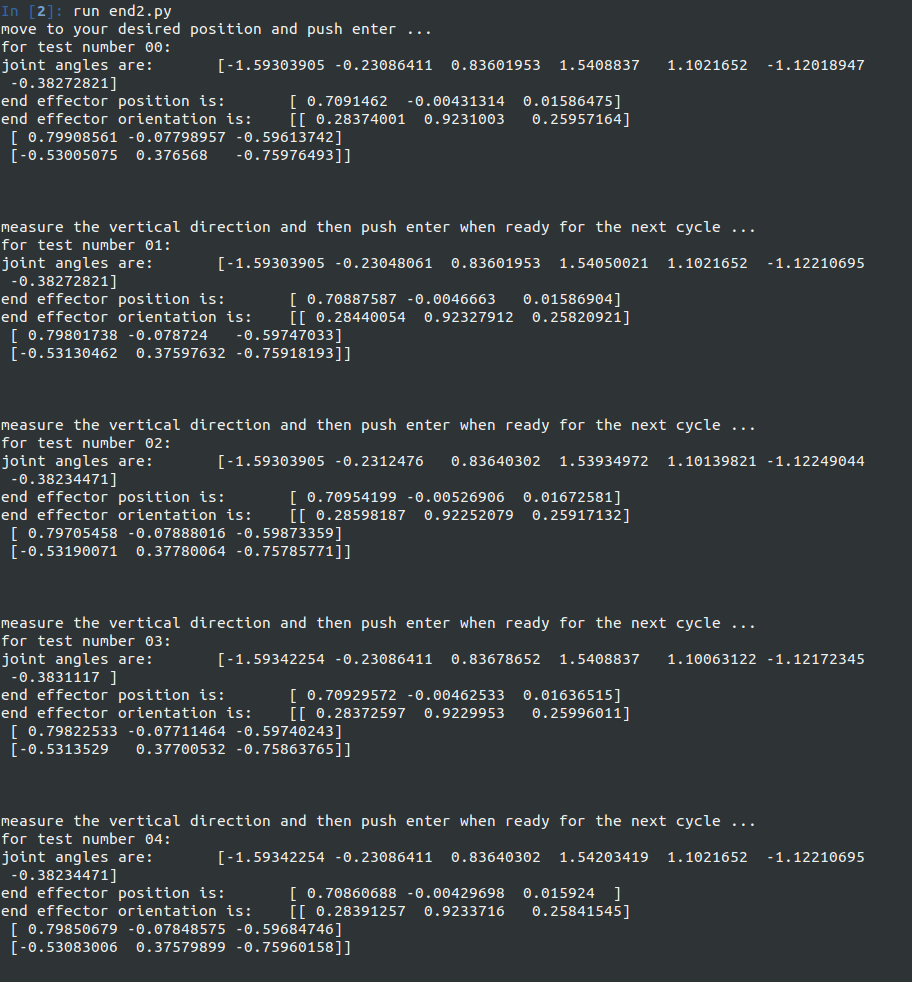 In [2]: run end2.py
move to your desired position and push enter ...
for test number 00:
joint angles are:       [-1.59303905 -0.23086411  0.83601953  1.5408837   1.1021652  -1.12018947
 -0.38272821]
end effector position is:       [ 0.7091462  -0.00431314  0.01586475]
end effector orientation is:    [[ 0.28374001  0.9231003   0.25957164]
 [ 0.79908561 -0.07798957 -0.59613742]
 [-0.53005075  0.376568   -0.75976493]]
measure the vertical direction and then push enter when ready for the next cycle ...
for test number 01:
joint angles are:       [-1.59303905 -0.23048061  0.83601953  1.54050021  1.1021652  -1.12210695
 -0.38272821]
end effector position is:       [ 0.70887587 -0.0046663   0.01586904]
end effector orientation is:    [[ 0.28440054  0.92327912  0.25820921]
 [ 0.79801738 -0.078724   -0.59747033]
 [-0.53130462  0.37597632 -0.75918193]]
measure the vertical direction and then push enter when ready for the next cycle ...
for test number 02:
joint angles are:       [-1.59303905 -0.2312476   0.83640302  1.53934972  1.10139821 -1.12249044
 -0.38234471]
end effector position is:       [ 0.70954199 -0.00526906  0.01672581]
end effector orientation is:    [[ 0.28598187  0.92252079  0.25917132]
 [ 0.79705458 -0.07888016 -0.59873359]
 [-0.53190071  0.37780064 -0.75785771]]
measure the vertical direction and then push enter when ready for the next cycle ...
for test number 03:
joint angles are:       [-1.59342254 -0.23086411  0.83678652  1.5408837   1.10063122 -1.12172345
 -0.3831117 ]
end effector position is:       [ 0.70929572 -0.00462533  0.01636515]
end effector orientation is:    [[ 0.28372597  0.9229953   0.25996011]
 [ 0.79822533 -0.07711464 -0.59740243]
 [-0.5313529   0.37700532 -0.75863765]]
measure the vertical direction and then push enter when ready for the next cycle ...
for test number 04:
joint angles are:       [-1.59342254 -0.23086411  0.83640302  1.54203419  1.1021652  -1.12210695
 -0.38234471]
end effector position is:       [ 0.70860688 -0.00429698  0.015924  ]
end effector orientation is:    [[ 0.28391257  0.9233716   0.25841545]
 [ 0.79850679 -0.07848575 -0.59684746]
 [-0.53083006  0.37579899 -0.75960158]]